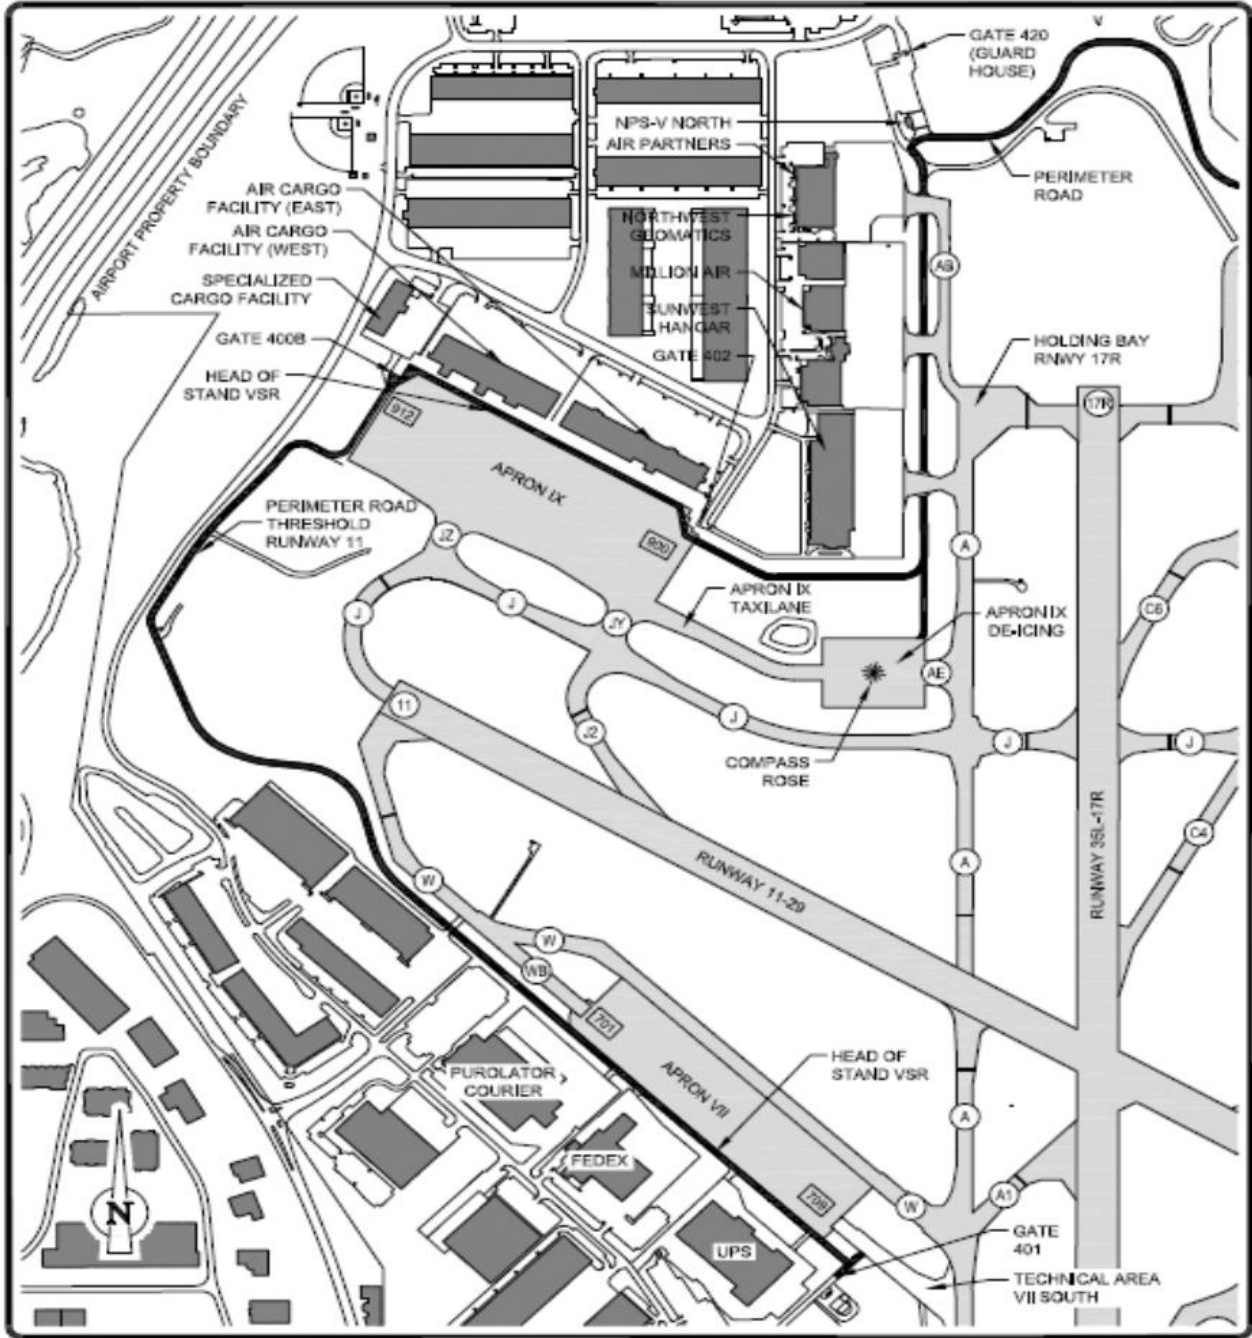 GATE 420
(GUARD
HOUSE)
NPS-V NORTH
AIR PARTNERS
PERIMETER
ROAD
AIRPORT PROPERTY BOUNDARY
AIR CARGO
FACILITY (EAST)
AIR CARGO
FACILITY (WEST)
NORTHWEST
GEOMATICS
SPECIALIZED
CARGO FACILITY
MILLION AIR
AB
SUNWEST
HANGAR
GATE 400B
GATE 402
HOLDING BAY
RNWY 17R
HEAD OF
STAND VSR
912
17R
APRON IX
PERIMETER ROAD
THRESHOLD
RUNWAY 11
JZ
906
A
APRON IX
TAXILANE
APRON IX
DE-ICING
C6
J
J
JY
AE
11
J
J2
J
J
COMPASS
ROSE
RUNWAY 35L-17R
C4
RUNWAY 11-29
A
W
W
WB
701
APRON VII
HEAD OF
STAND VSR
PUROLATOR
COURIER
A
FEDEX
709
W
A1
N
UPS
GATE
401
TECHNICAL AREA
VII SOUTH